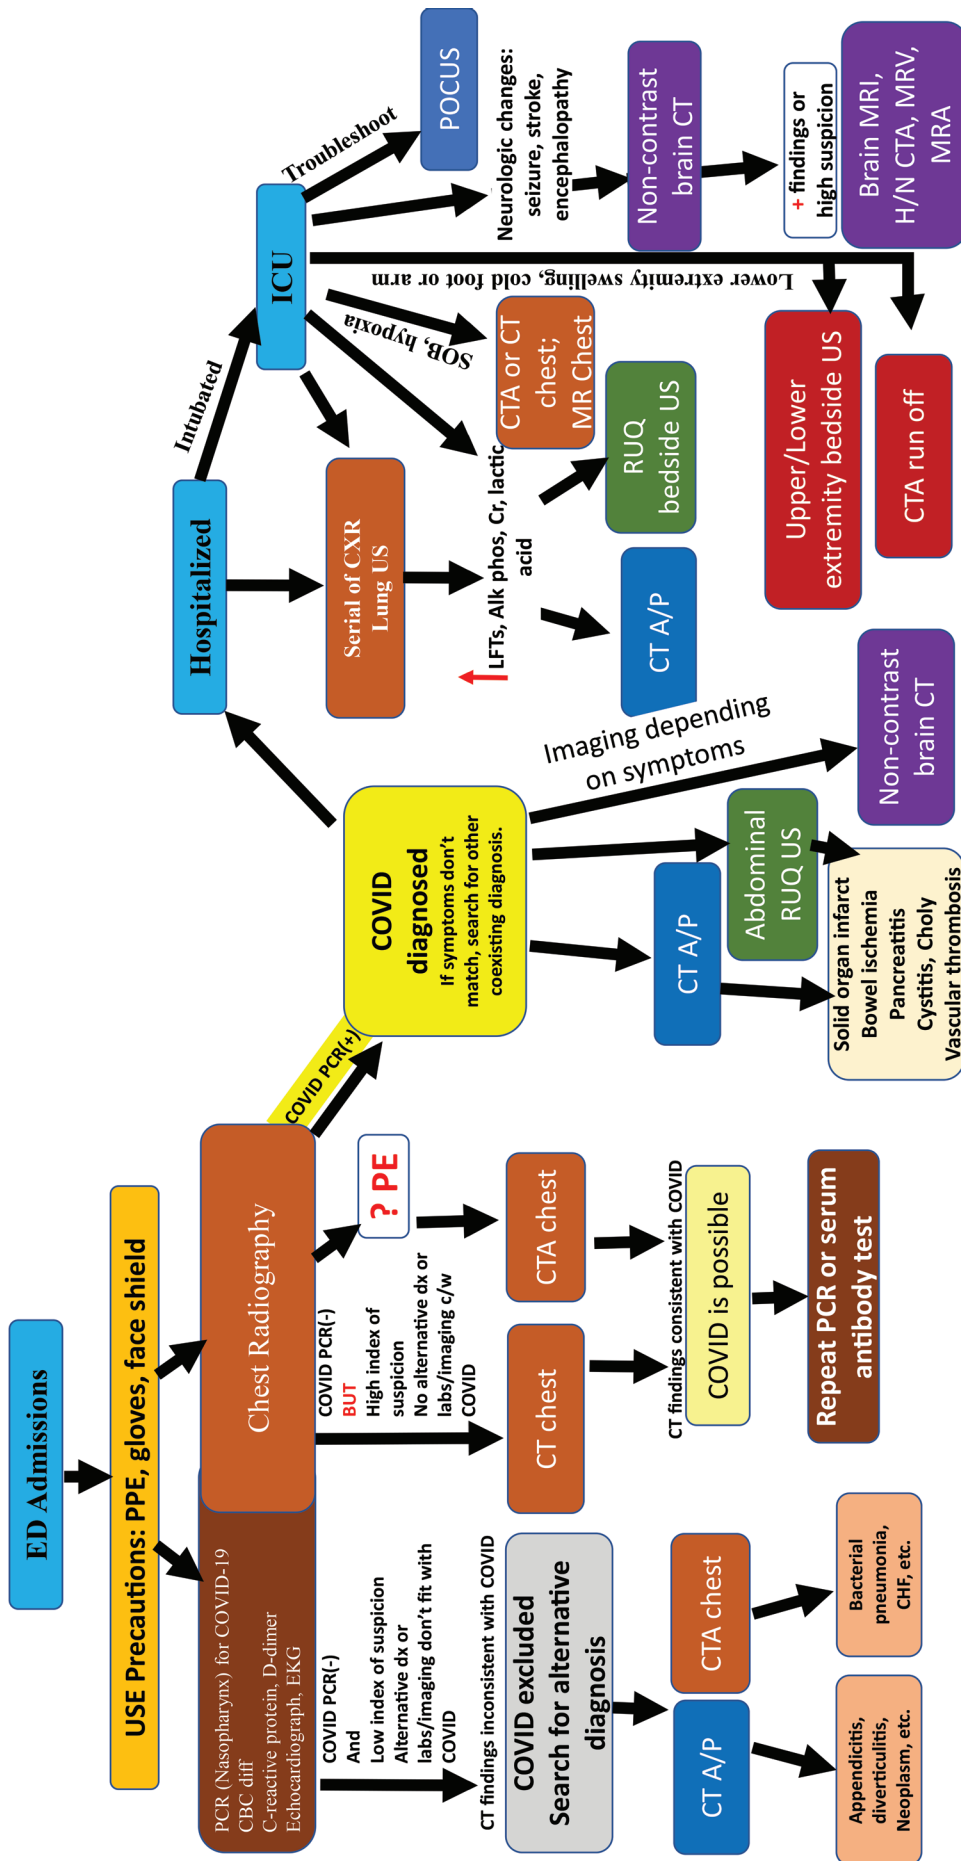 ED Admissions
USE Precautions: PPE, gloves, face shield
PCR (Nasopharynx) for COVID-19
CBC diff
C-reactive protein, D-dimer
Echocardiograph, EKG
Chest Radiography
COVID PCR(-)
And
Low index of suspicion
Alternative dx or
labs/imaging don't fit with
COVID
CT findings inconsistent with COVID
COVID excluded
Search for alternative
diagnosis
CT A/P
CTA chest
Appendicitis,
diverticulitis,
Neoplasm, etc.
Bacterial
pneumonia,
CHF, etc.
COVID PCR(-)
BUT
High index of
suspicion
No alternative dx or
labs/imaging c/w
COVID
? PE
CT chest
CTA chest
CT findings consistent with COVID
COVID is possible
Repeat PCR or serum
antibody test
COVID PCR(+)
COVID
diagnosed
If symptoms don't
match, search for other
coexisting diagnosis.
CT A/P
Abdominal
RUQ US
Solid organ infarct
Bowel ischemia
Pancreatitis
Cystitis, Choly
Vascular thrombosis
Imaging depending
on symptoms
Non-contrast
brain CT
Hospitalized
Intubated
ICU
Serial of CXR
Lung US
LFTs, Alk phos, Cr, lactic
acid
CT A/P
RUQ
bedside US
SOB, hypoxia
CTA or CT
chest;
MR Chest
Lower extremity swelling, cold foot or arm
Upper/Lower
extremity bedside US
CTA run off
Troubleshoot
POCUS
Neurologic changes:
seizure, stroke,
encephalopathy
Non-contrast
brain CT
+ findings or
high suspicion
Brain MRI,
H/N CTA, MRV,
MRA